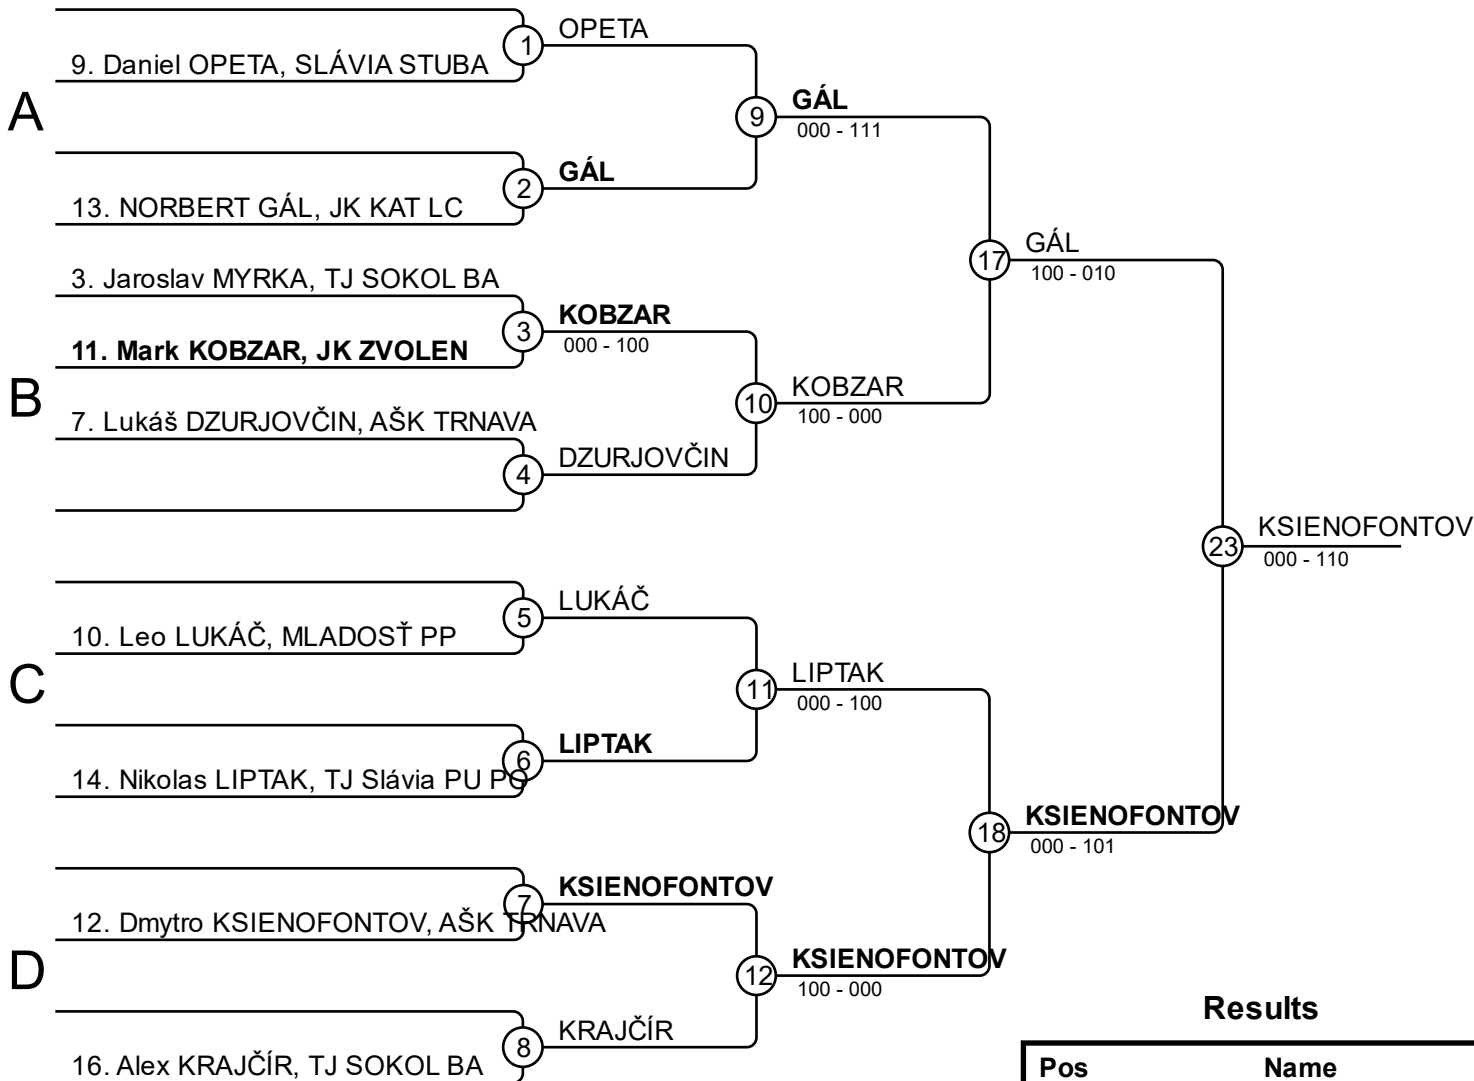 1 OPETA
9. Daniel OPETA, SLÁVIA STUBA
A
9 GÁL
000 - 111
2 GÁL
13. NORBERT GÁL, JK KAT LC
17 GÁL
100 - 010
3. Jaroslav MYRKA, TJ SOKOL BA
3 KOBZAR
000 - 100
11. Mark KOBZAR, JK ZVOLEN
B
10 KOBZAR
100 - 000
7. Lukáš DZURJOVČIN, AŠK TRNAVA
4 DZURJOVČIN
23 KSIENOFONTOV
000 - 110
5 LUKÁČ
10. Leo LUKÁČ, MLADOSŤ PP
C
11 LIPTAK
000 - 100
6 LIPTAK
14. Nikolas LIPTAK, TJ Slávia PU PO
18 KSIENOFONTOV
000 - 101
7 KSIENOFONTOV
12. Dmytro KSIENOFONTOV, AŠK TRNAVA
D
12 KSIENOFONTOV
100 - 000
8 KRAJČÍR
16. Alex KRAJČÍR, TJ SOKOL BA
Results
Pos Name